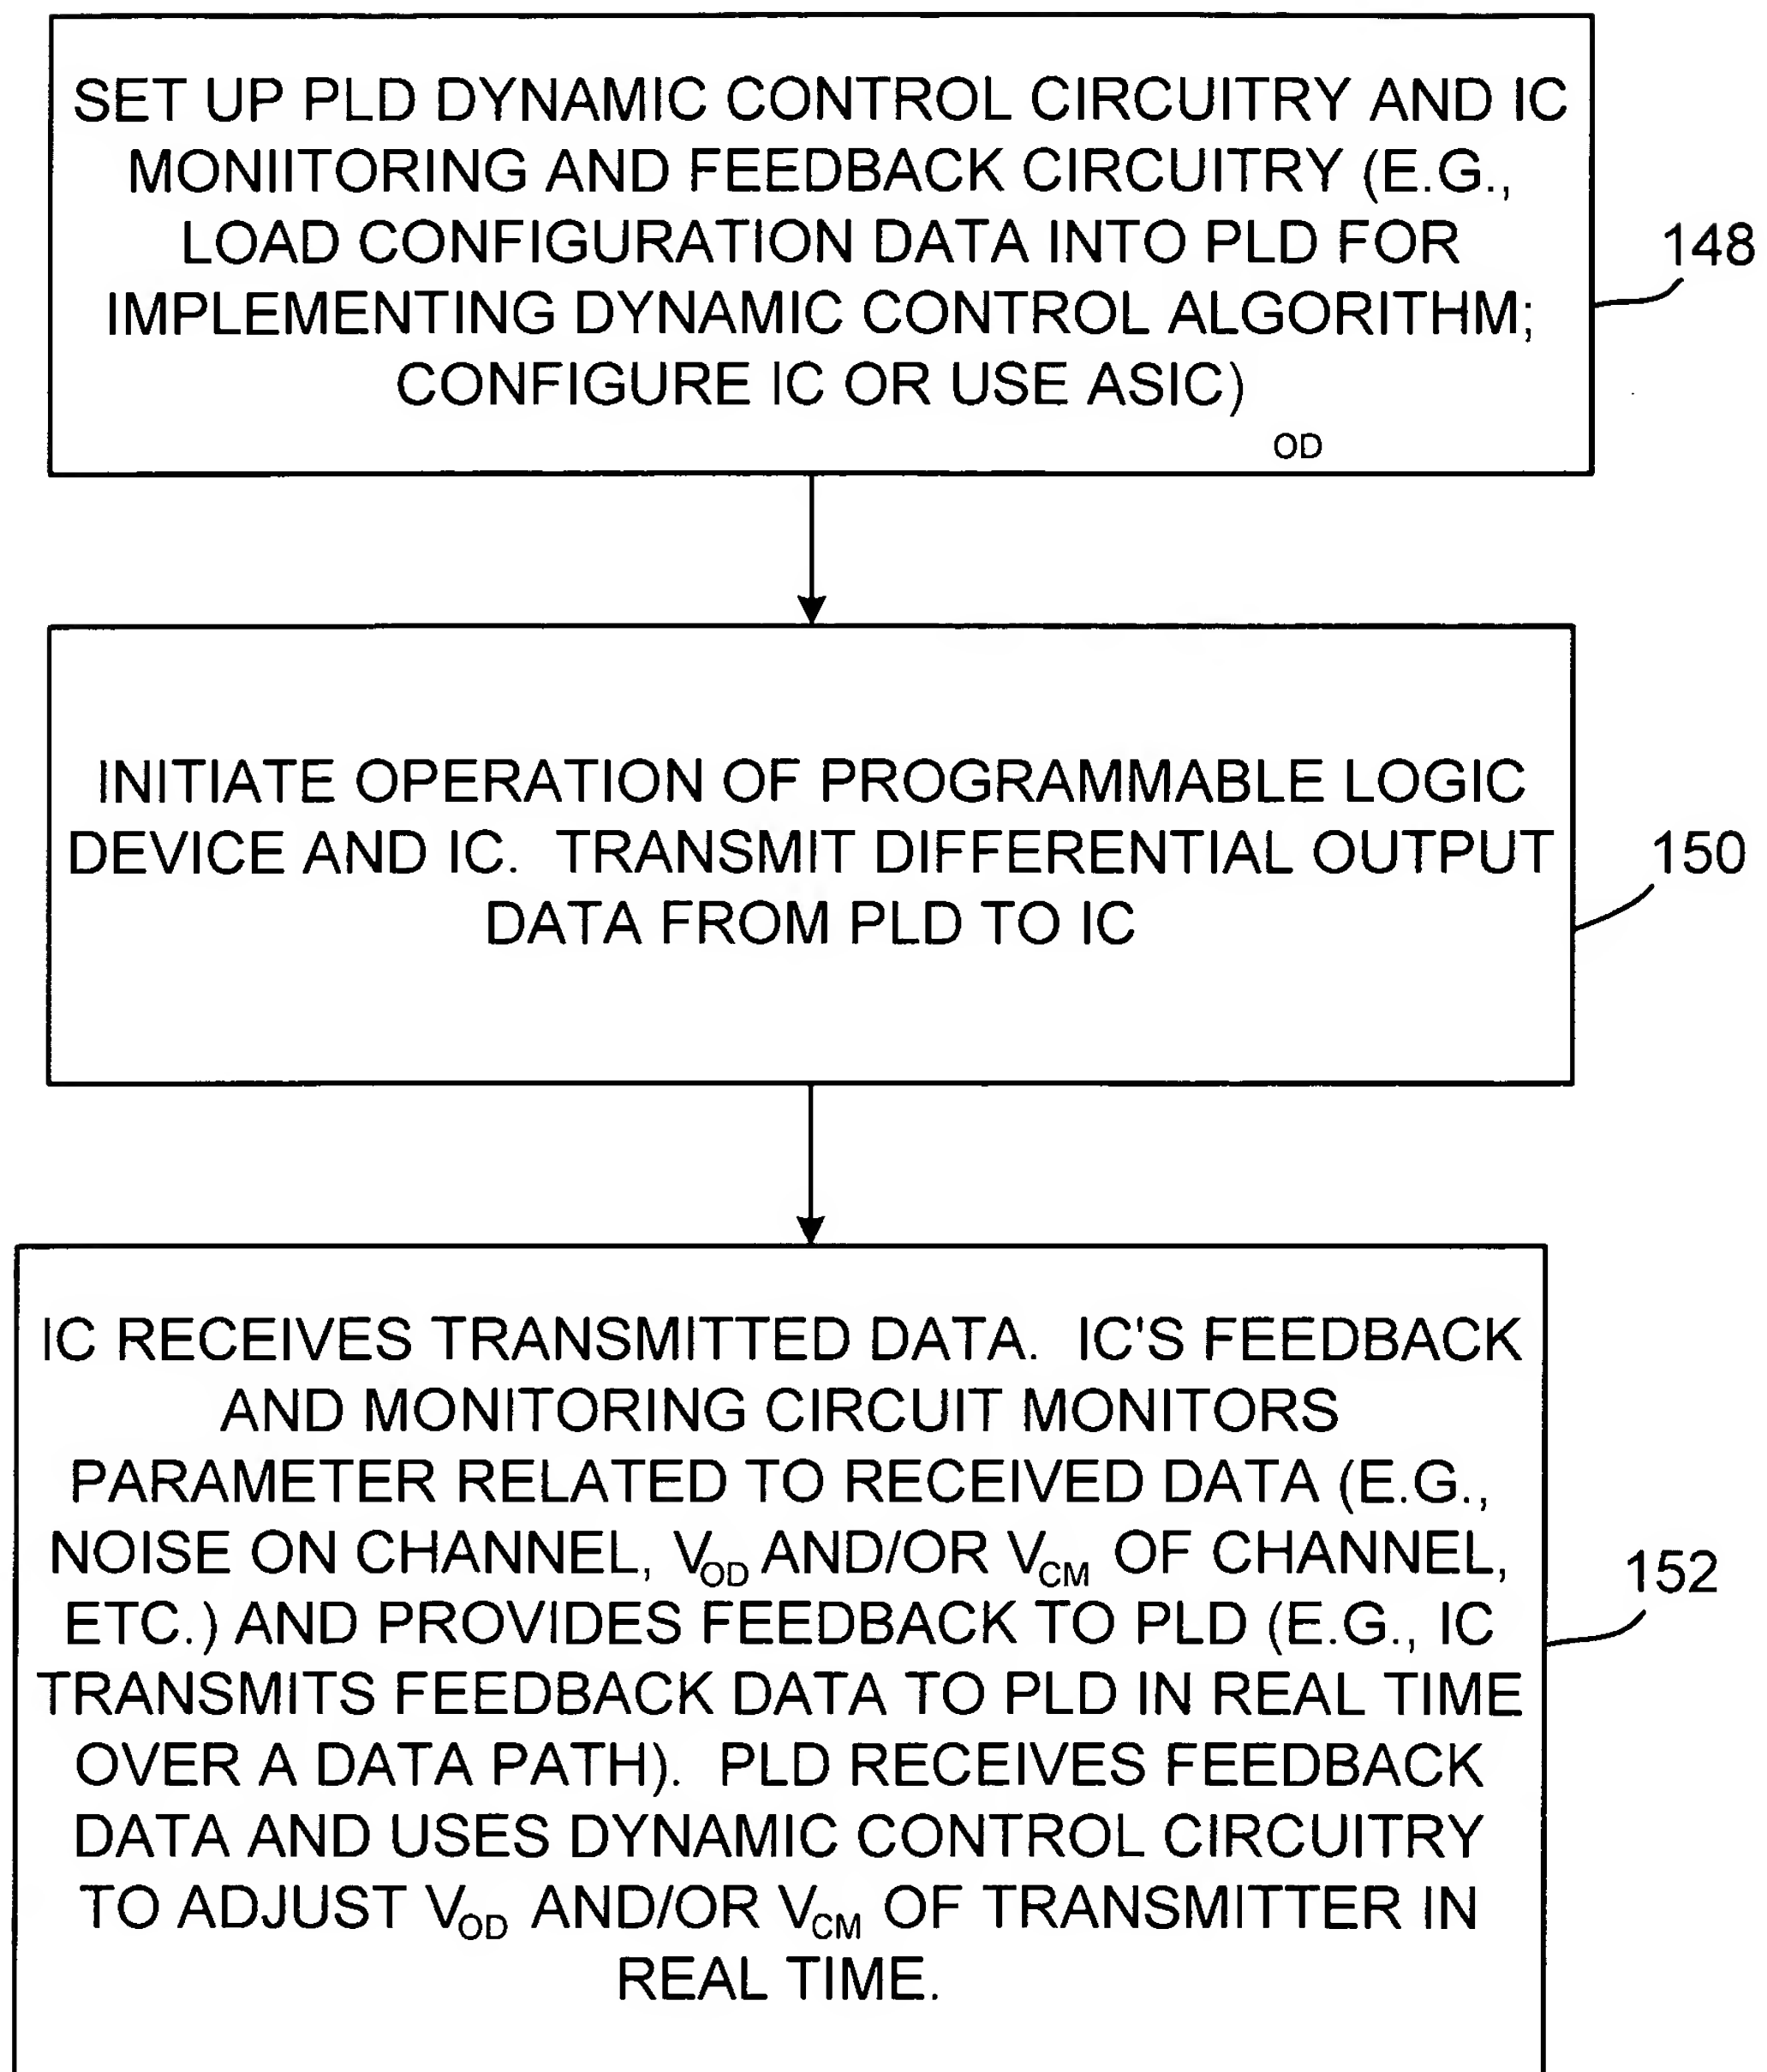 SET UP PLD DYNAMIC CONTROL CIRCUITRY AND IC
MONIITORING AND FEEDBACK CIRCUITRY (E.G.,
LOAD CONFIGURATION DATA INTO PLD FOR
IMPLEMENTING DYNAMIC CONTROL ALGORITHM;
CONFIGURE IC OR USE ASIC)
OD
148
INITIATE OPERATION OF PROGRAMMABLE LOGIC
DEVICE AND IC. TRANSMIT DIFFERENTIAL OUTPUT
DATA FROM PLD TO IC
150
IC RECEIVES TRANSMITTED DATA. IC'S FEEDBACK
AND MONITORING CIRCUIT MONITORS
PARAMETER RELATED TO RECEIVED DATA (E.G.,
NOISE ON CHANNEL, VOD AND/OR VCM OF CHANNEL,
ETC.) AND PROVIDES FEEDBACK TO PLD (E.G., IC
TRANSMITS FEEDBACK DATA TO PLD IN REAL TIME
OVER A DATA PATH). PLD RECEIVES FEEDBACK
DATA AND USES DYNAMIC CONTROL CIRCUITRY
TO ADJUST VOD AND/OR VCM OF TRANSMITTER IN
REAL TIME.
152